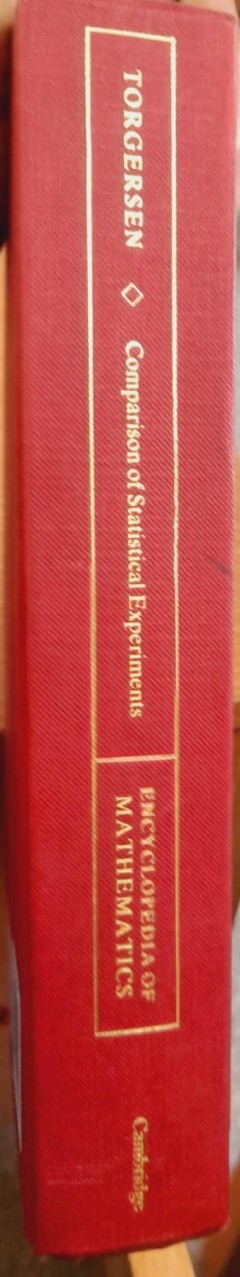 TORGERSEN ◇ Comparison of Statistical Experiments
ENCYCLOPEDIA OF
MATHEMATICS
Cambridge